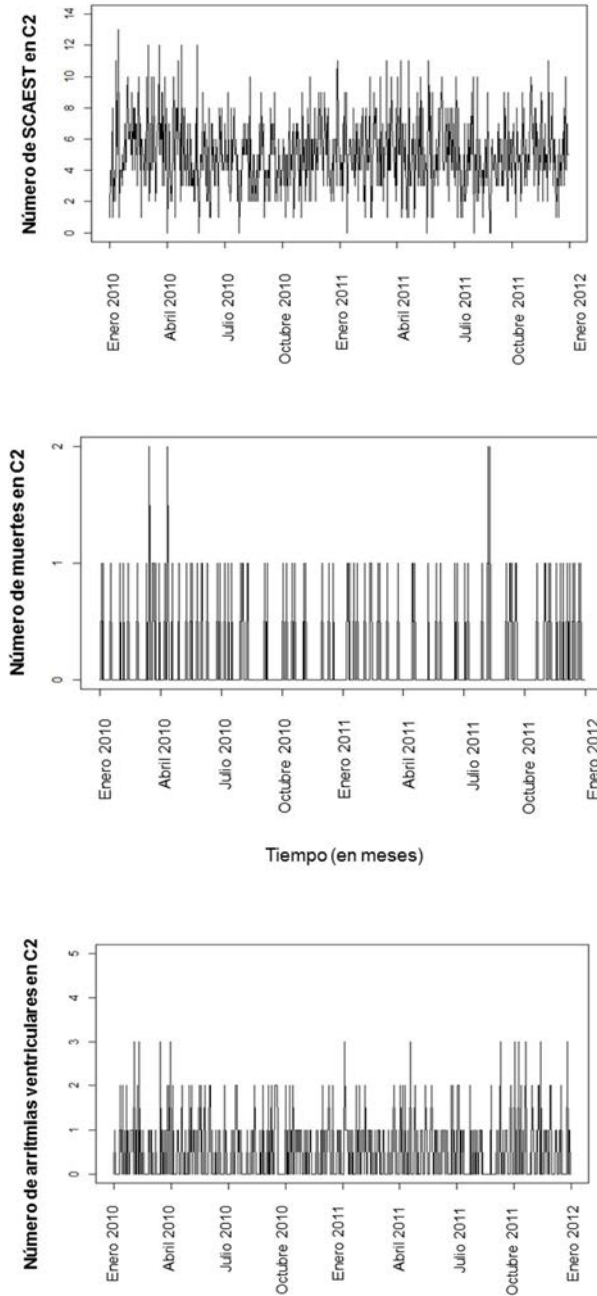 Número de SCAEST en C2
14
12
10
8
6
4
2
0
Enero 2010
Abril 2010
Julio 2010
Octubre 2010
Enero 2011
Abril 2011
Julio 2011
Octubre 2011
Enero 2012
Número de muertes en C2
2
1
0
Enero 2010
Abril 2010
Julio 2010
Octubre 2010
Enero 2011
Abril 2011
Julio 2011
Octubre 2011
Enero 2012
Tiempo (en meses)
Número de arritmias ventriculares en C2
5
4
3
2
1
0
Enero 2010
Abril 2010
Julio 2010
Octubre 2010
Enero 2011
Abril 2011
Julio 2011
Octubre 2011
Enero 2012